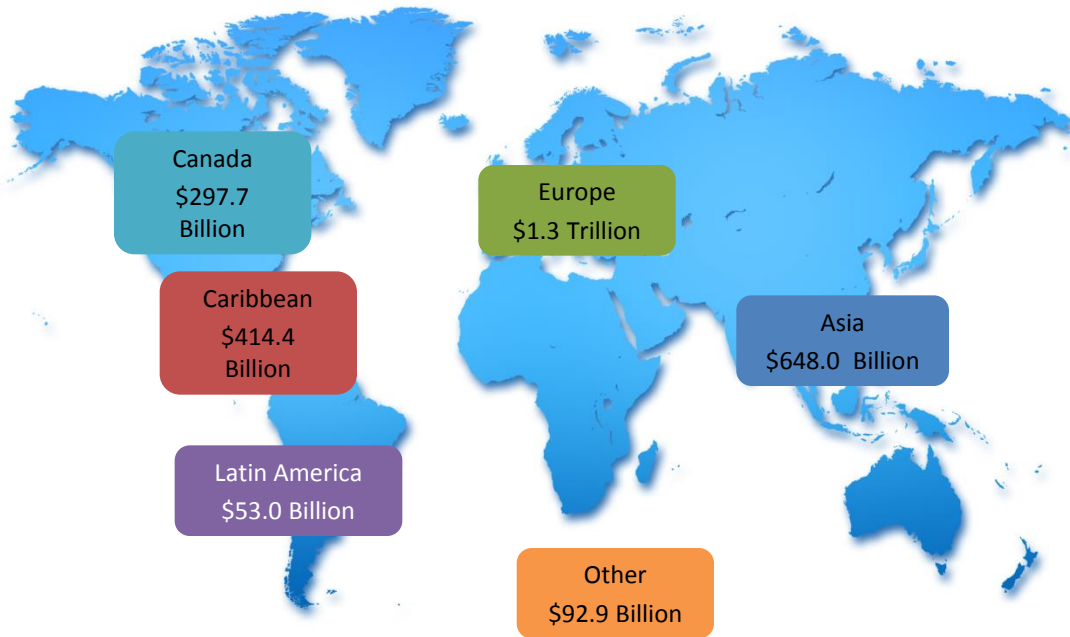 Canada
$297.7
Billion
Europe
$1.3 Trillion
Caribbean
$414.4
Billion
Asia
$648.0 Billion
Latin America
$53.0 Billion
Other
$92.9 Billion